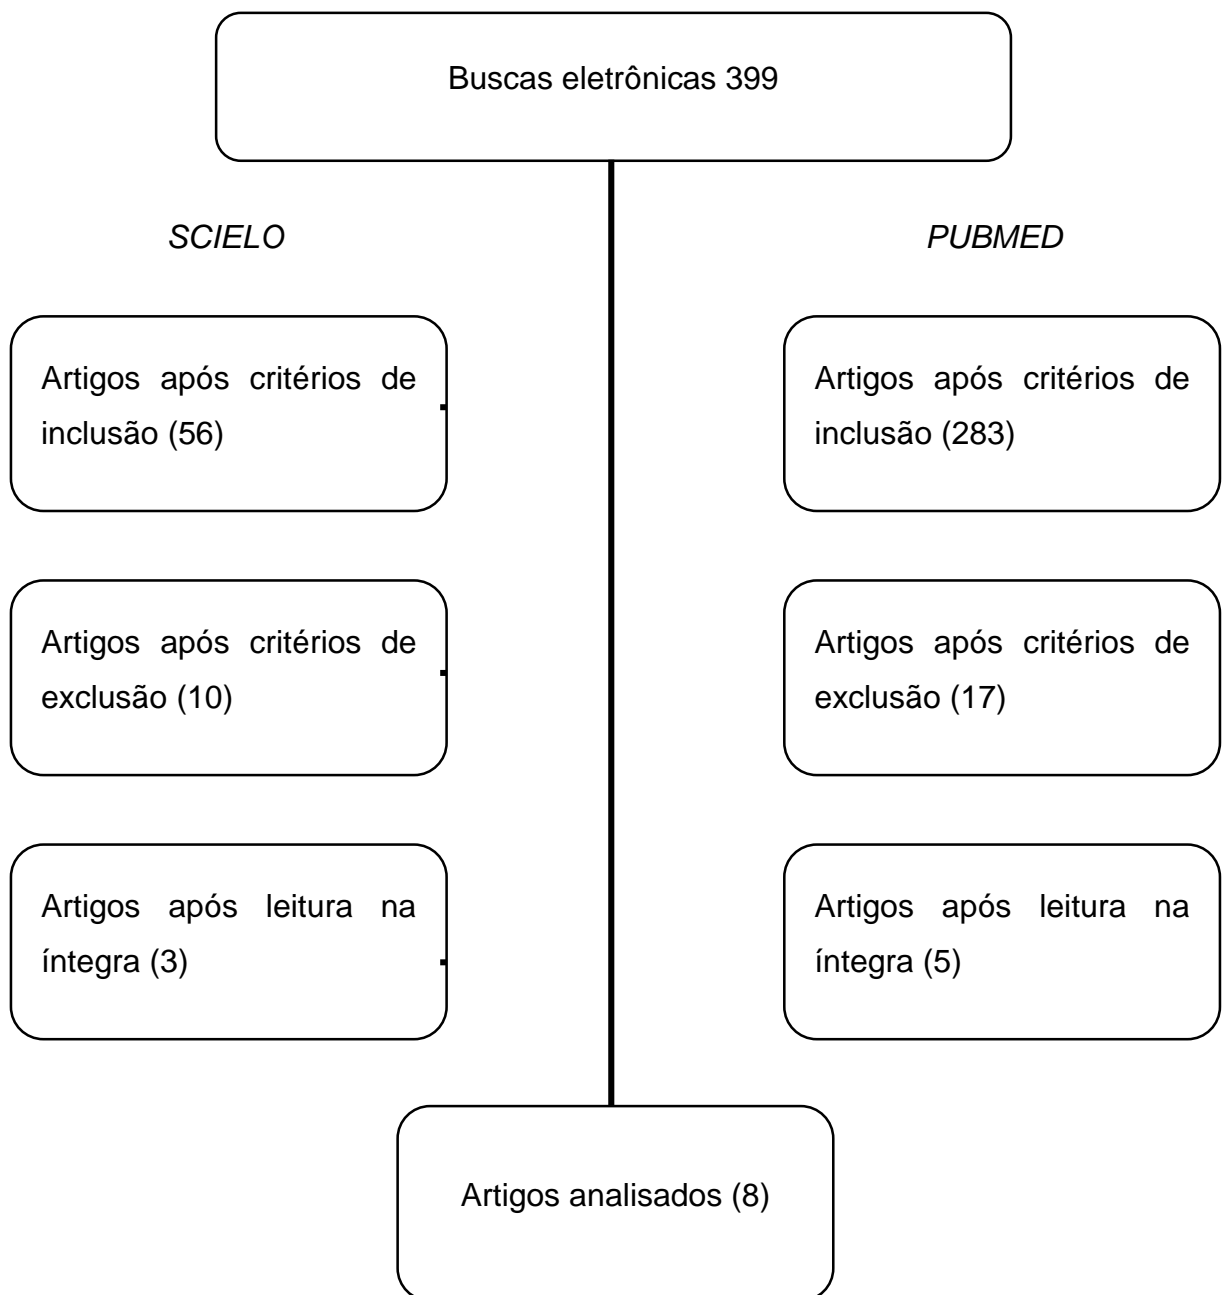 Buscas eletrônicas 399
SCIELO
PUBMED
Artigos após critérios de
inclusão (56)
Artigos após critérios de
inclusão (283)
Artigos após critérios de
exclusão (10)
Artigos após critérios de
exclusão (17)
Artigos após leitura na
íntegra (3)
Artigos após leitura na
íntegra (5)
Artigos analisados (8)